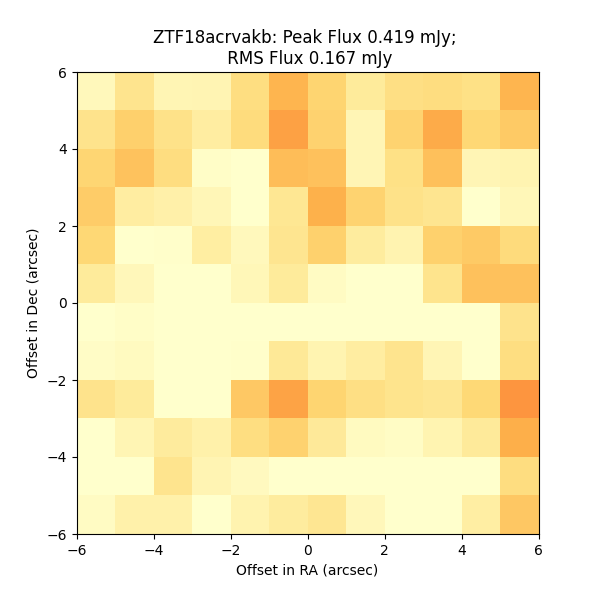 ZTF18acrvakb: Peak Flux 0.419 mJy;
RMS Flux 0.167 mJy
6
4
2
0
−2
−4
−6
Offset in Dec (arcsec)
−6 −4 −2 0 2 4 6
Offset in RA (arcsec)